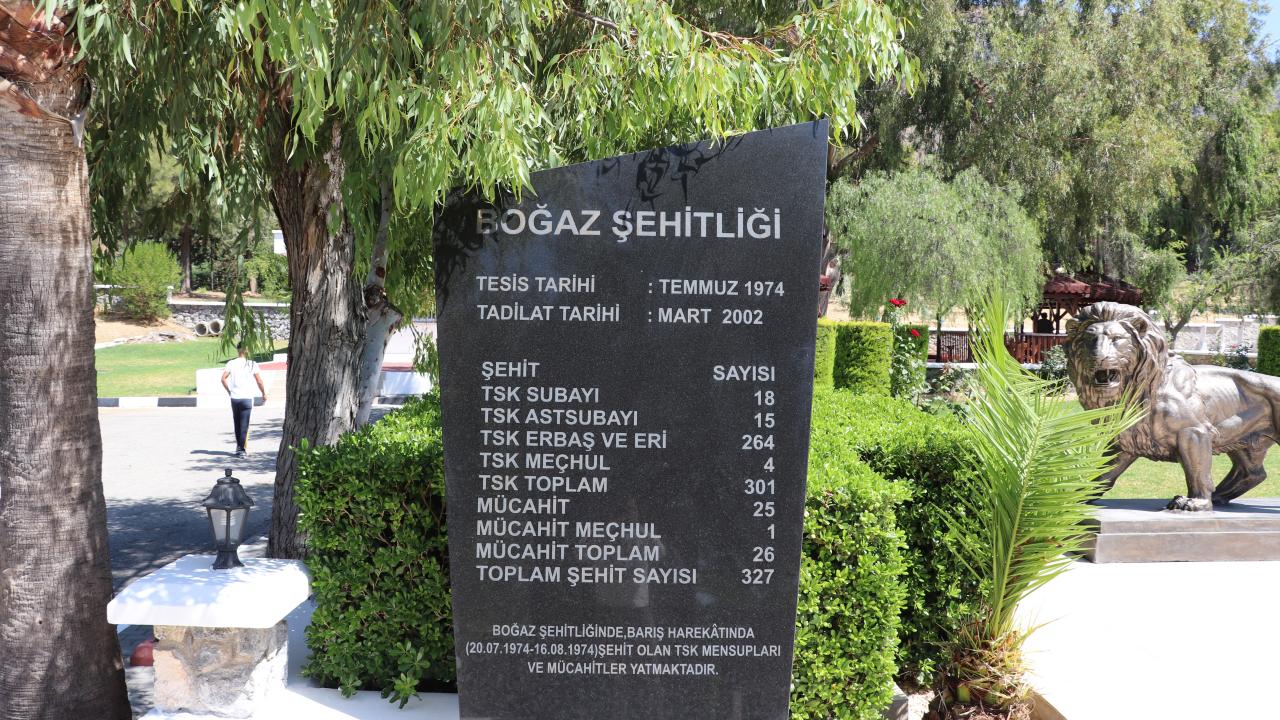 BOĞAZ ŞEHİTLİĞİ
TESİS TARİHİ : TEMMUZ 1974
TADİLAT TARİHİ : MART 2002
ŞEHİT SAYISI
TSK SUBAYI 18
TSK ASTSUBAYI 15
TSK ERBAŞ VE ERİ 264
TSK MEÇHUL 4
TSK TOPLAM 301
MÜCAHİT 25
MÜCAHİT MEÇHUL 1
MÜCAHİT TOPLAM 26
TOPLAM ŞEHİT SAYISI 327
BOĞAZ ŞEHİTLİĞİNDE,BARIŞ HAREKÂTINDA
(20.07.1974-16.08.1974)ŞEHİT OLAN TSK MENSUPLARI
VE MÜCAHİTLER YATMAKTADIR.